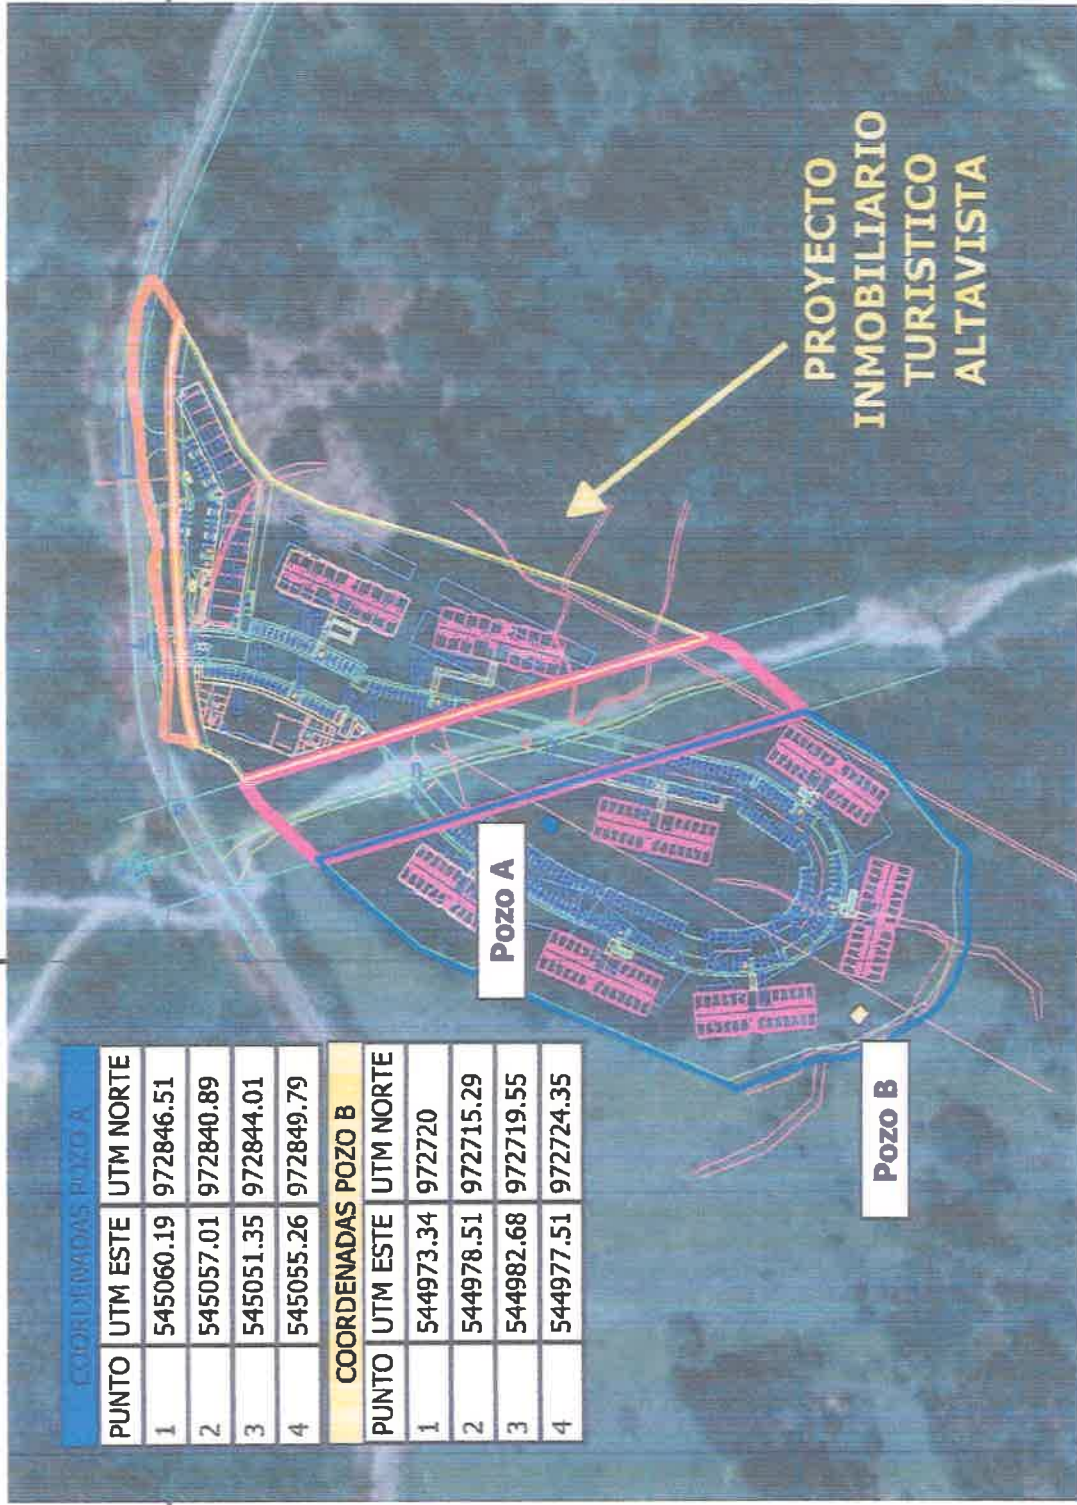 COORDENADAS POZO A
PUNTO UTM ESTE UTM NORTE
1 545060.19 972846.51
2 545057.01 972840.89
3 545051.35 972844.01
4 545055.26 972849.79
COORDENADAS POZO B
PUNTO UTM ESTE UTM NORTE
1 544973.34 972720
2 544978.51 972715.29
3 544982.68 972719.55
4 544977.51 972724.35
Pozo A
Pozo B
PROYECTO
INMOBILIARIO
TURISTICO
ALTAVISTA